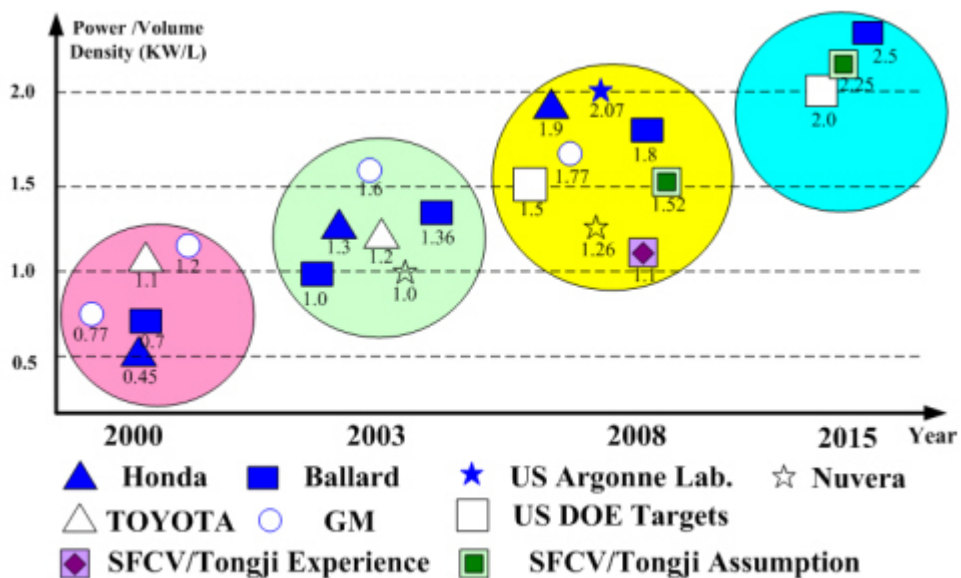 Power /Volume
Density (KW/L)
2.5
2.25
2.0
2.0
1.9
2.07
1.8
1.77
1.6
1.5
1.5
1.52
1.3
1.2
1.36
1.26
1.2
1.1
1.0
1.0
1.0
1.1
0.77
0.7
0.5
0.45
2000
2003
2008
2015
Year
Honda
Ballard
US Argonne Lab.
Nuvera
TOYOTA
GM
US DOE Targets
SFCV/Tongji Experience
SFCV/Tongji Assumption